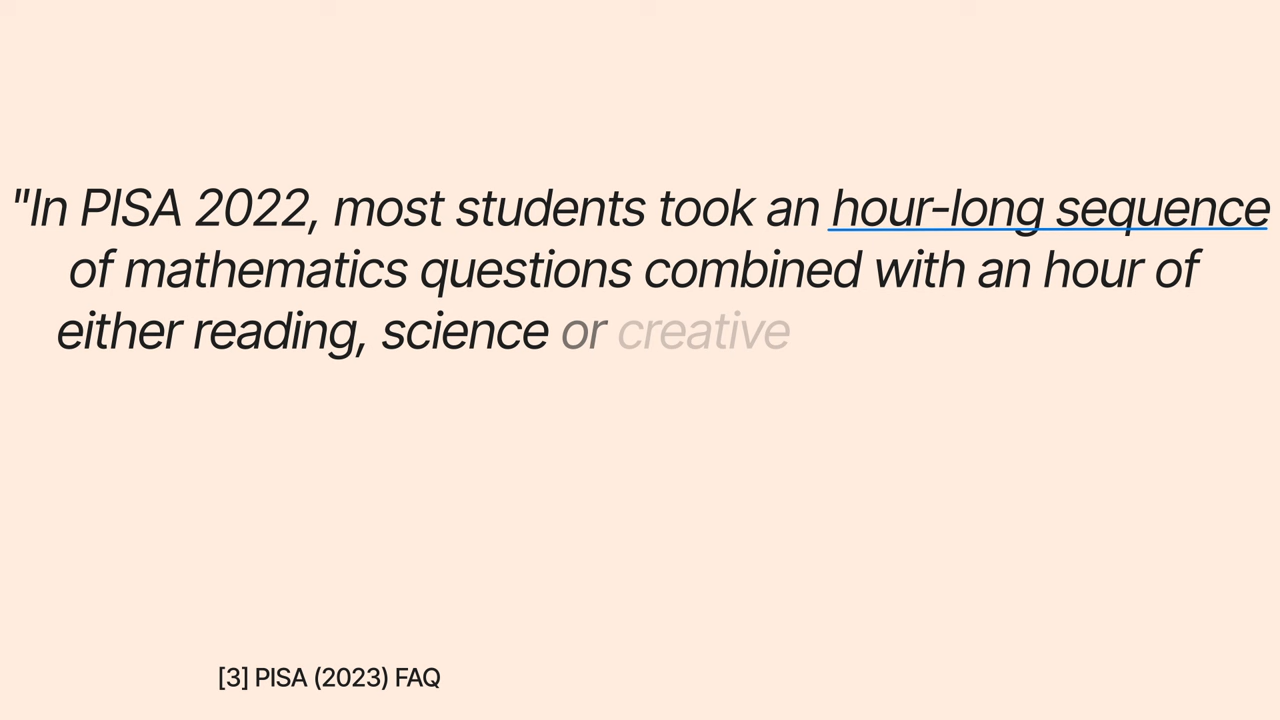 "In PISA 2022, most students took an hour-long sequence
of mathematics questions combined with an hour of
either reading, science or creative
[3] PISA (2023) FAQ